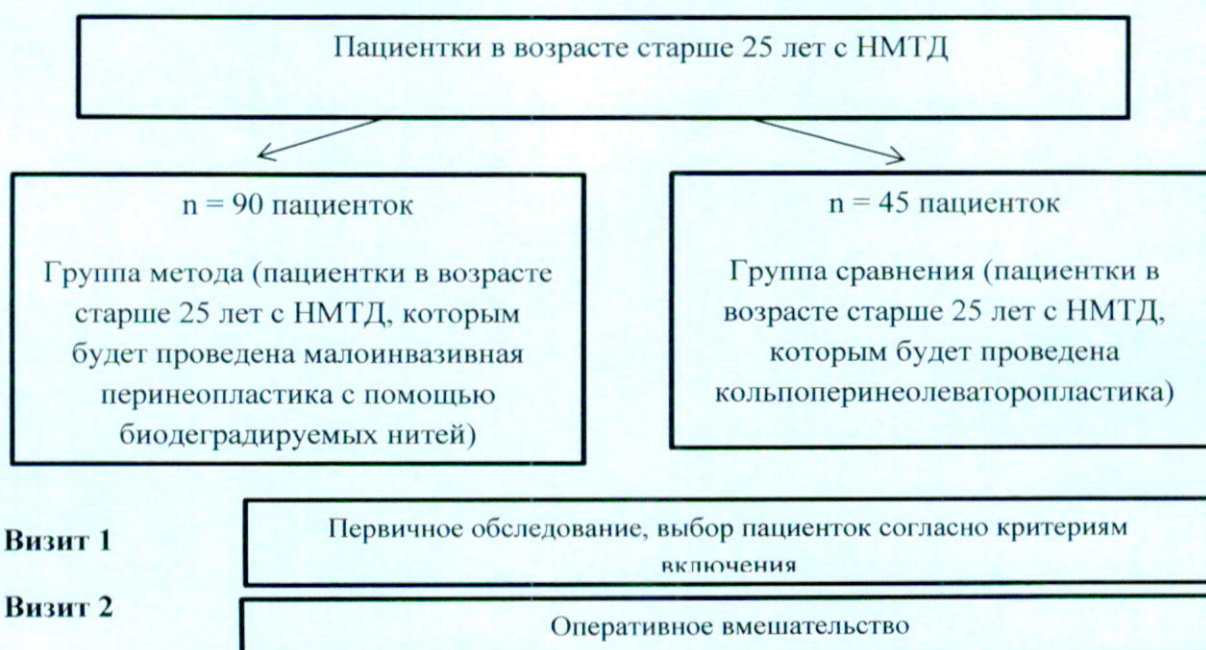 Пациентки в возрасте старше 25 лет с НМТД
n = 90 пациенток
Группа метода (пациентки в возрасте
старше 25 лет с НМТД, которым
будет проведена малоинвазивная
перинеопластика с помощью
биодеградируемых нитей)
n = 45 пациенток
Группа сравнения (пациентки в
возрасте старше 25 лет с НМТД,
которым будет проведена
кольпоперинеолеваторопластика)
Визит 1
Первичное обследование, выбор пациенток согласно критериям
включения
Визит 2
Оперативное вмешательство